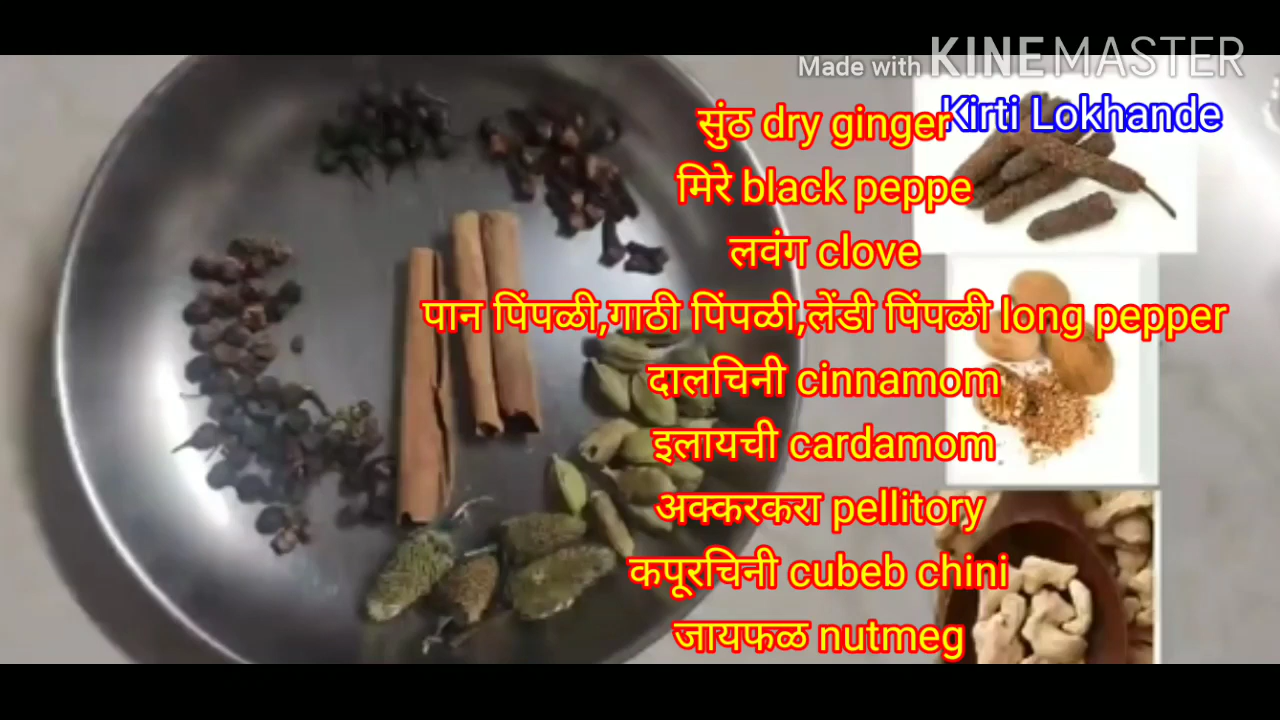 Made with KINEMASTER
Kirti Lokhande
सुंठ dry ginger
मिरे black peppe
लवंग clove
पान पिंपळी,गाठी पिंपळी,लेंडी पिंपळी long pepper
दालचिनी cinnamom
इलायची cardamom
अक्करकरा pellitory
कपूरचिनी cubeb chini
जायफळ nutmeg